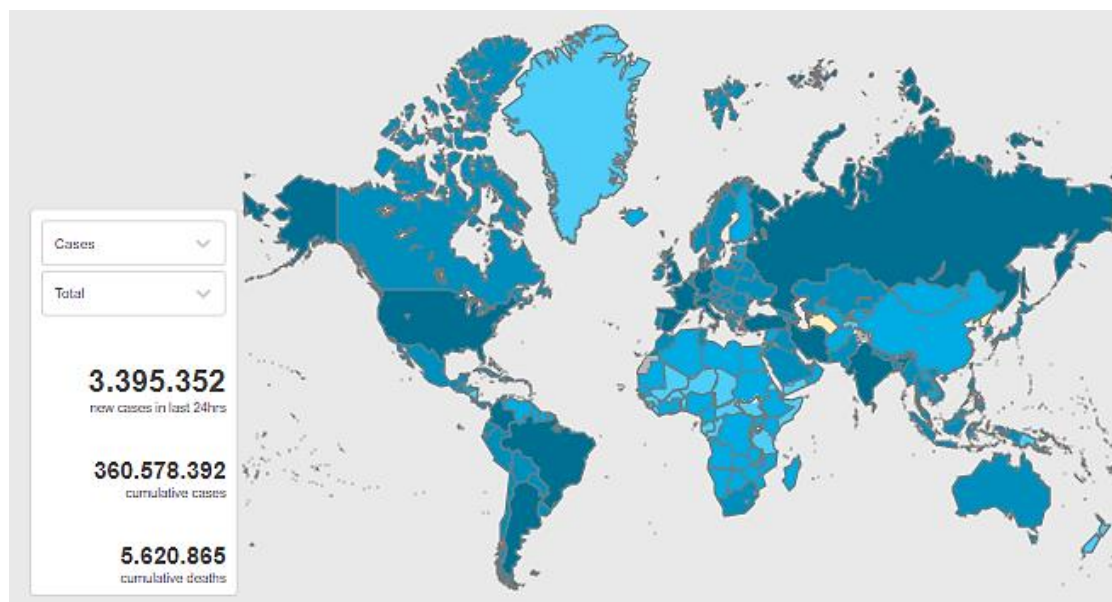 Cases
Total
3.395.352
new cases in last 24hrs
360.578.392
cumulative cases
5.620.865
cumulative deaths